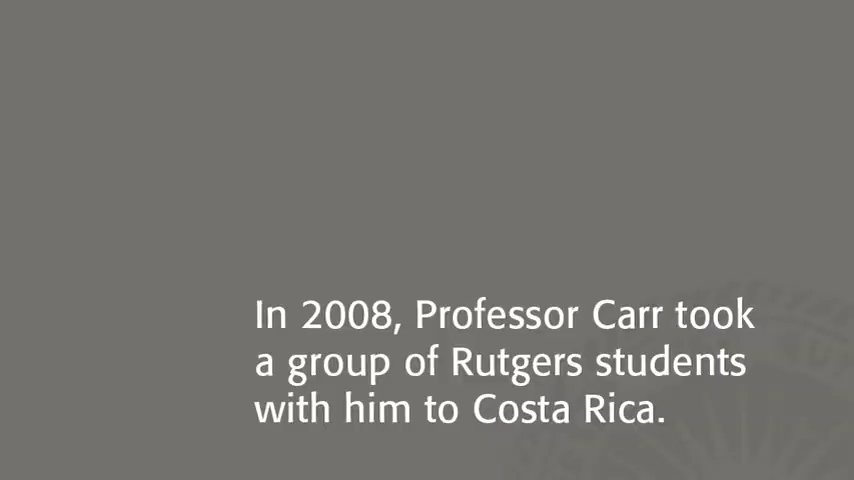 In 2008, Professor Carr took
a group of Rutgers students
with him to Costa Rica.